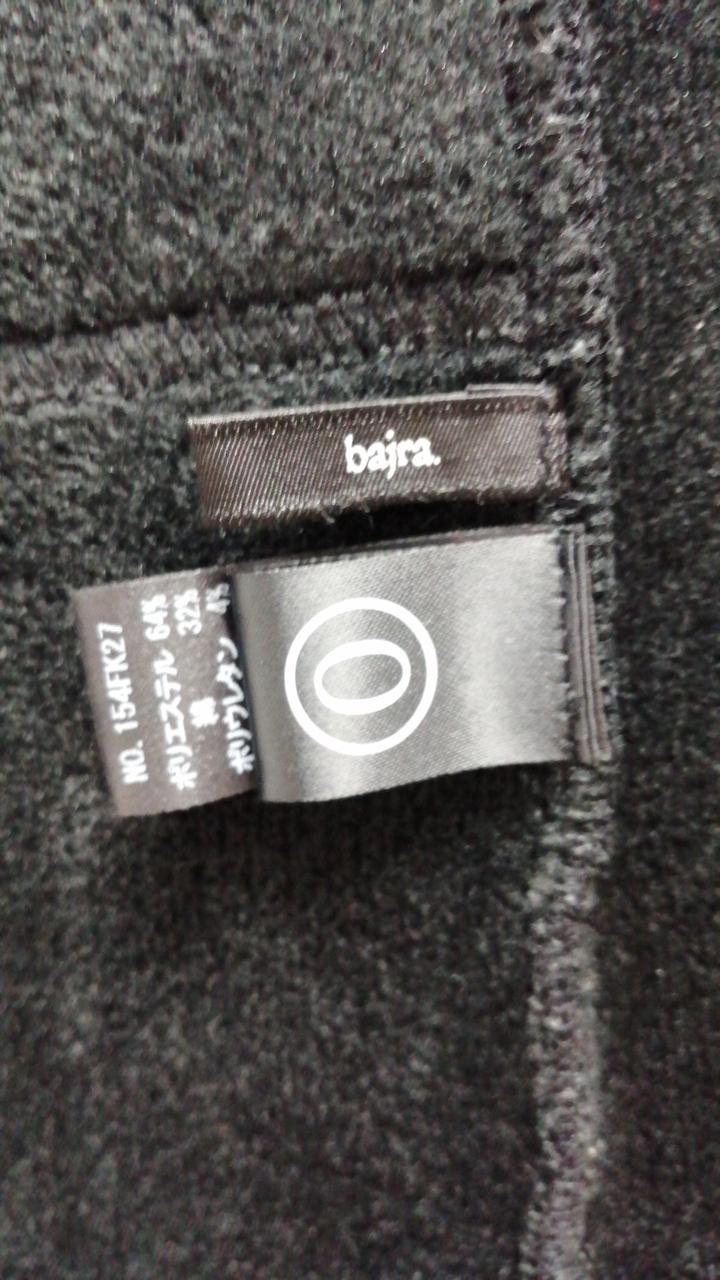 bajra.
0
NO. 154FK27
ポリエステル 64%
綿 32%
ポリウレタン 4%